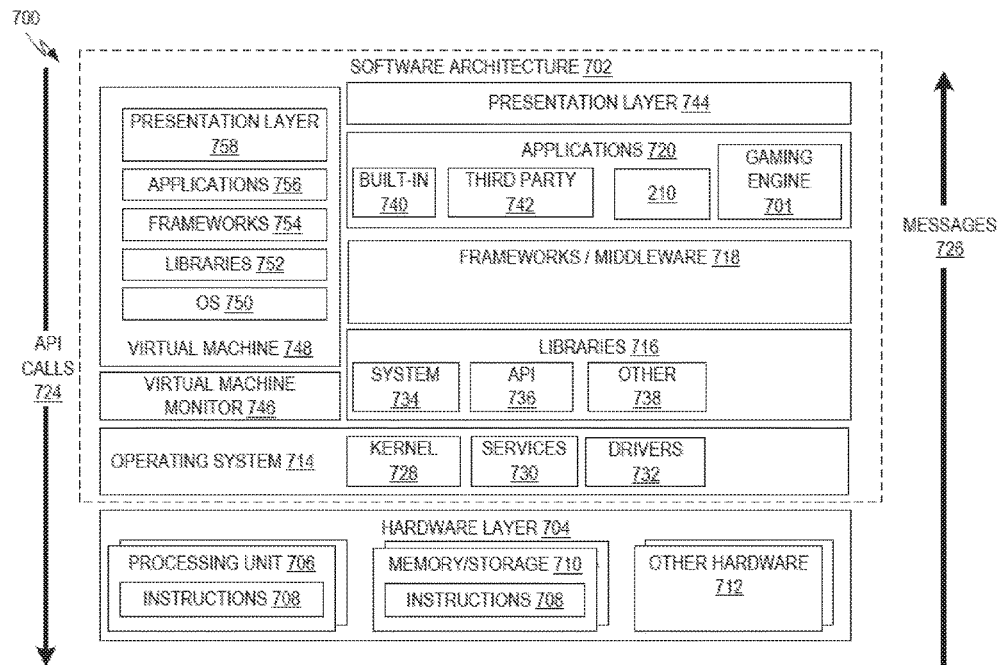 700
SOFTWARE ARCHITECTURE 702
PRESENTATION LAYER
758
APPLICATIONS 756
FRAMEWORKS 754
LIBRARIES 752
OS 750
VIRTUAL MACHINE 748
VIRTUAL MACHINE
MONITOR 746
PRESENTATION LAYER 744
APPLICATIONS 720
BUILT-IN
740
THIRD PARTY
742
210
GAMING
ENGINE
701
FRAMEWORKS / MIDDLEWARE 718
LIBRARIES 716
SYSTEM
734
API
736
OTHER
738
OPERATING SYSTEM 714
KERNEL
728
SERVICES
730
DRIVERS
732
HARDWARE LAYER 704
PROCESSING UNIT 706
INSTRUCTIONS 708
MEMORY/STORAGE 710
INSTRUCTIONS 708
OTHER HARDWARE
712
API
CALLS
724
MESSAGES
726